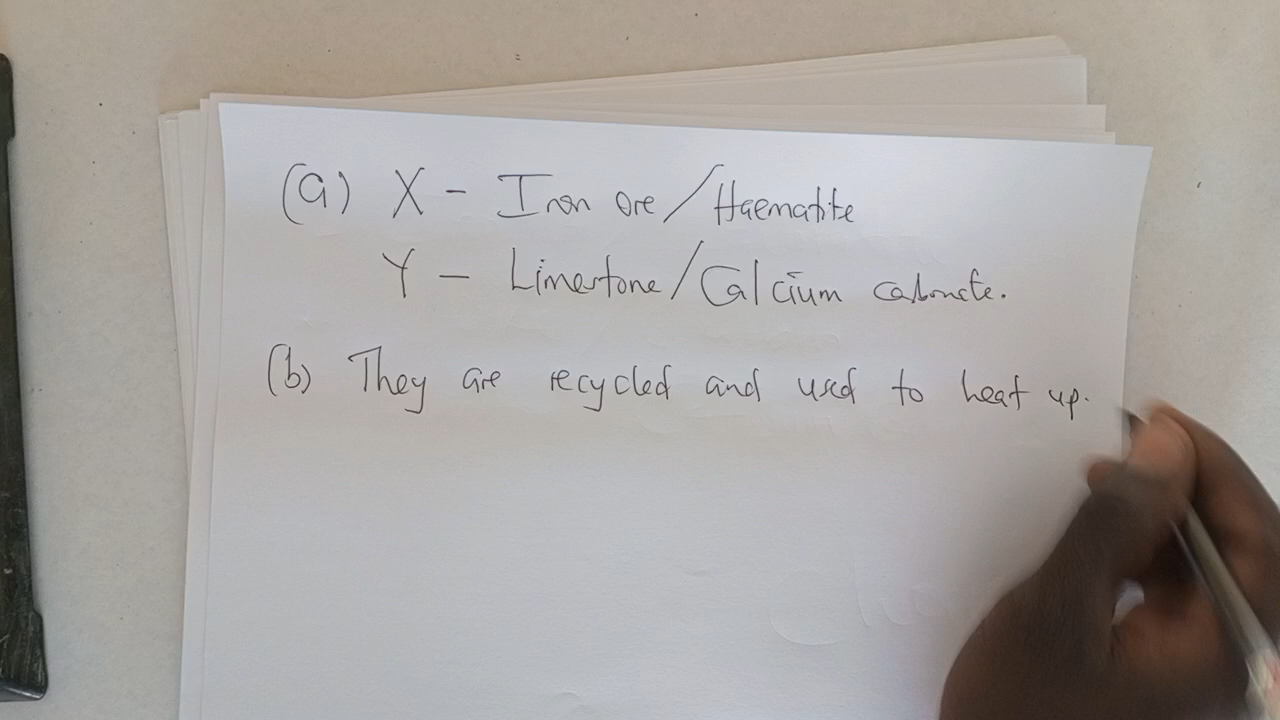 (a) X - Iron ore/Haematite
Y - Limestone/Calcium carbonate.
(b) They are recycled and used to heat up.